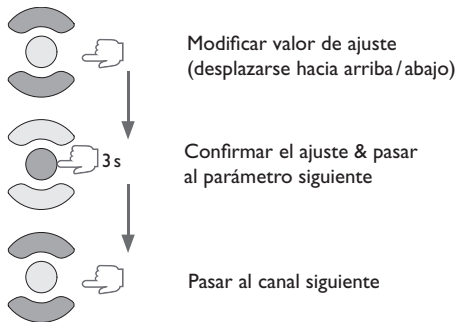 Modificar valor de ajuste
(desplazarse hacia arriba/abajo)
3s
Confirmar el ajuste & pasar
al parámetro siguiente
Pasar al canal siguiente